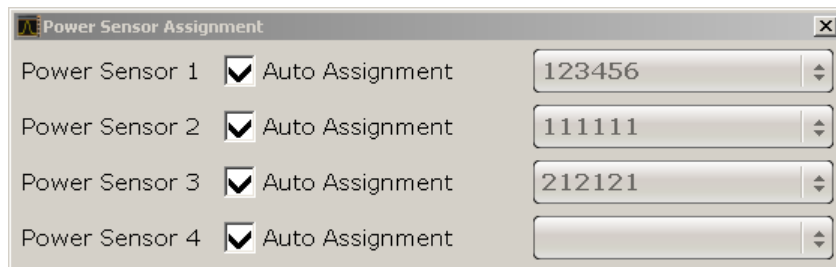 Power Sensor Assignment
Power Sensor 1 Auto Assignment 123456
Power Sensor 2 Auto Assignment 111111
Power Sensor 3 Auto Assignment 212121
Power Sensor 4 Auto Assignment